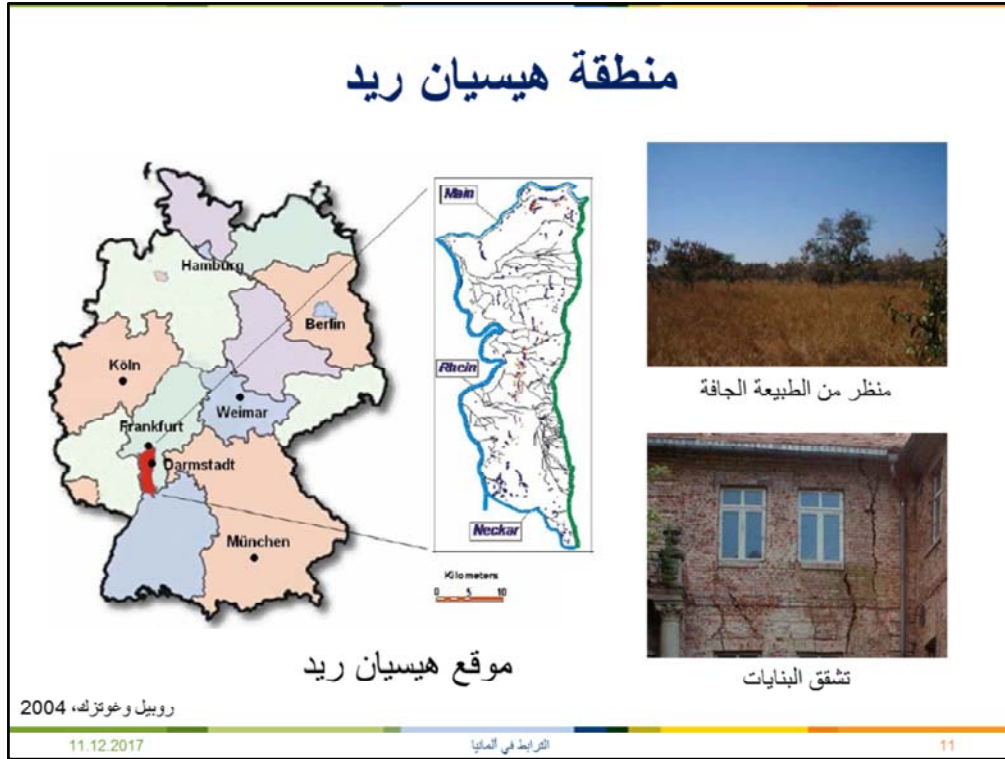 منطقة هيسيان ريد
Hamburg
Berlin
Köln
Weimar
Frankfurt
Darmstadt
München
Main
Rhein
Neckar
Kilometers
0 5 10
موقع هيسيان ريد
منظر من الطبيعة الجافة
تشقق البنايات
روبيل وغوتزك، 2004
11.12.2017
الترابط في ألمانيا
11